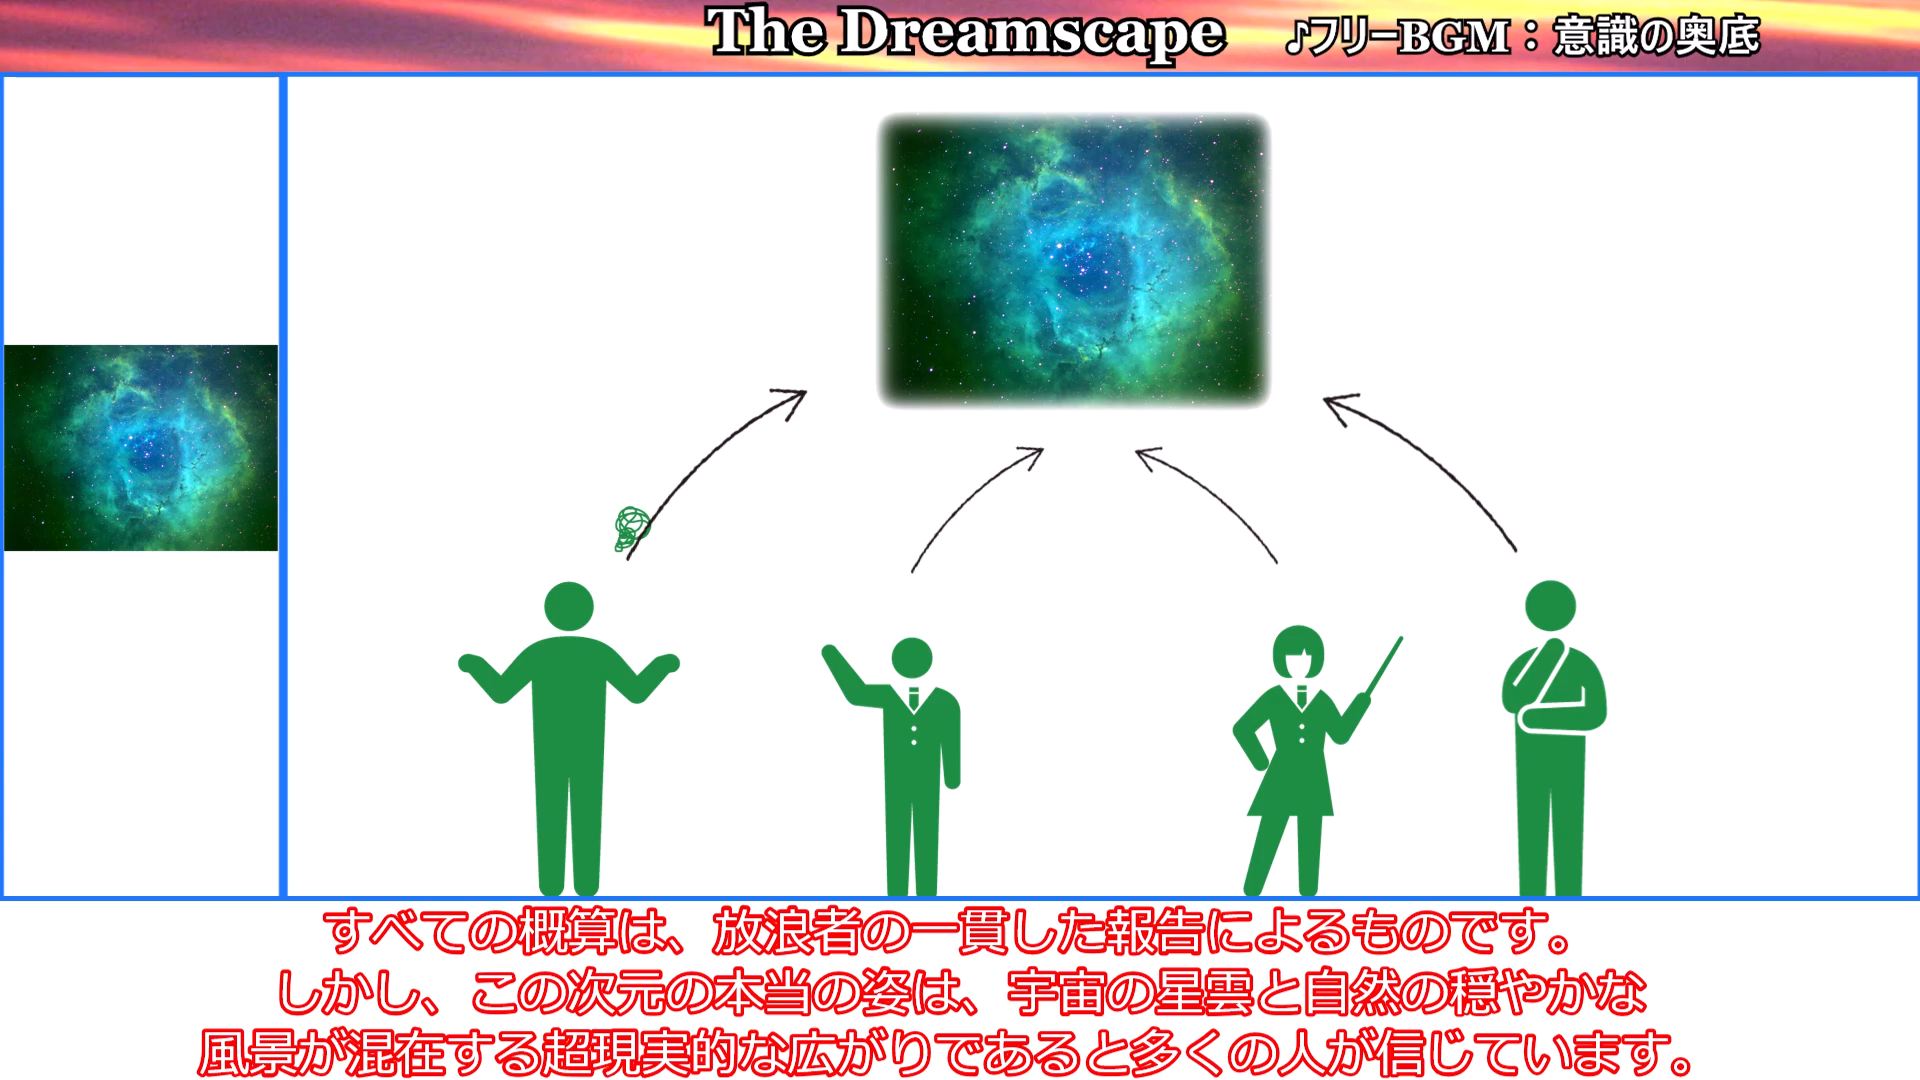 The Dreamscape ♪フリーBGM：意識の奥底
すべての概算は、放浪者の一貫した報告によるものです。
しかし、この次元の本当の姿は、宇宙の星雲と自然の穏やかな
風景が混在する超現実的な広がりであると多くの人が信じています。